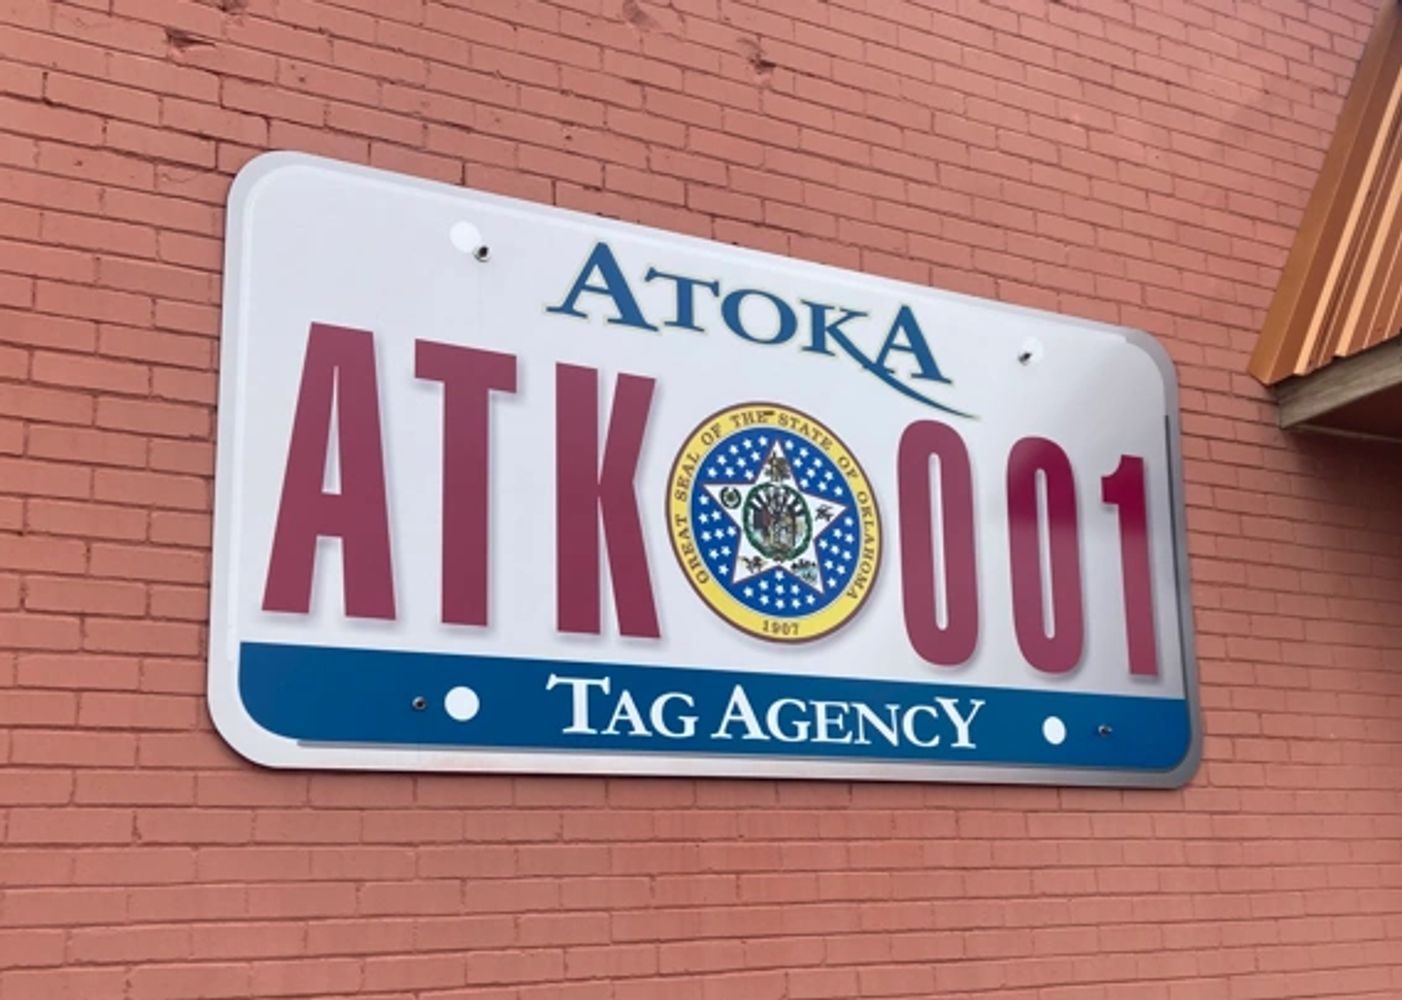 ATOKA
ATK 001
GREAT SEAL OF THE STATE OF OKLAHOMA
1907
TAG AGENCY